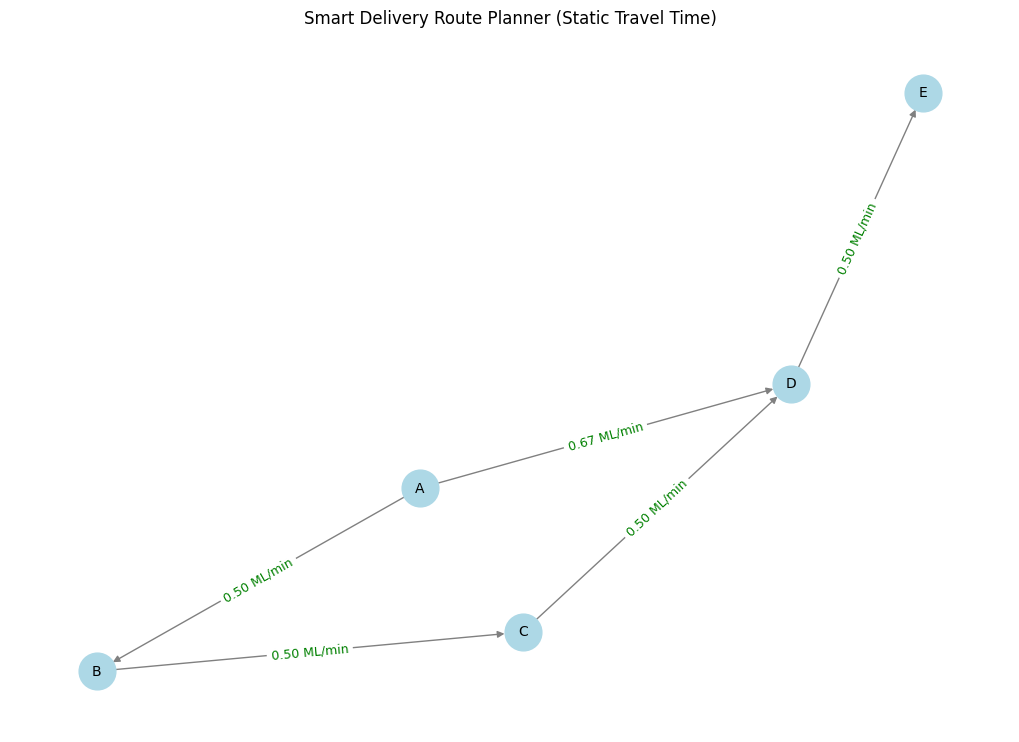 Smart Delivery Route Planner (Static Travel Time)
E
0.50 ML/min
D
0.67 ML/min
A
0.50 ML/min
0.50 ML/min
C
0.50 ML/min
B